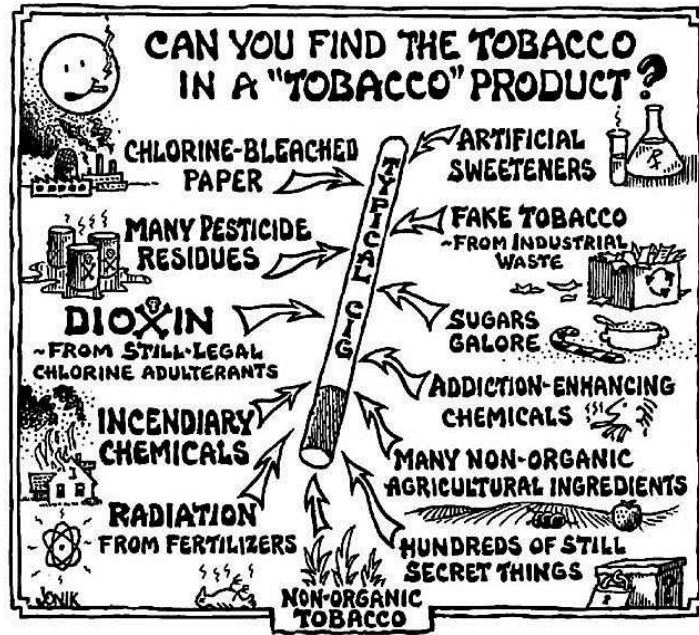 CAN YOU FIND THE TOBACCO
IN A "TOBACCO" PRODUCT?
CHLORINE-BLEACHED
PAPER
MANY PESTICIDE
RESIDUES
DIOXIN
~FROM STILL-LEGAL
CHLORINE ADULTERANTS
INCENDIARY
CHEMICALS
RADIATION
FROM FERTILIZERS
TYPICAL CIG
ARTIFICIAL
SWEETENERS
FAKE TOBACCO
~FROM INDUSTRIAL
WASTE
SUGARS
GALORE
ADDICTION-ENHANCING
CHEMICALS
MANY NON-ORGANIC
AGRICULTURAL INGREDIENTS
HUNDREDS OF STILL
SECRET THINGS
NON-ORGANIC
TOBACCO
JONIK